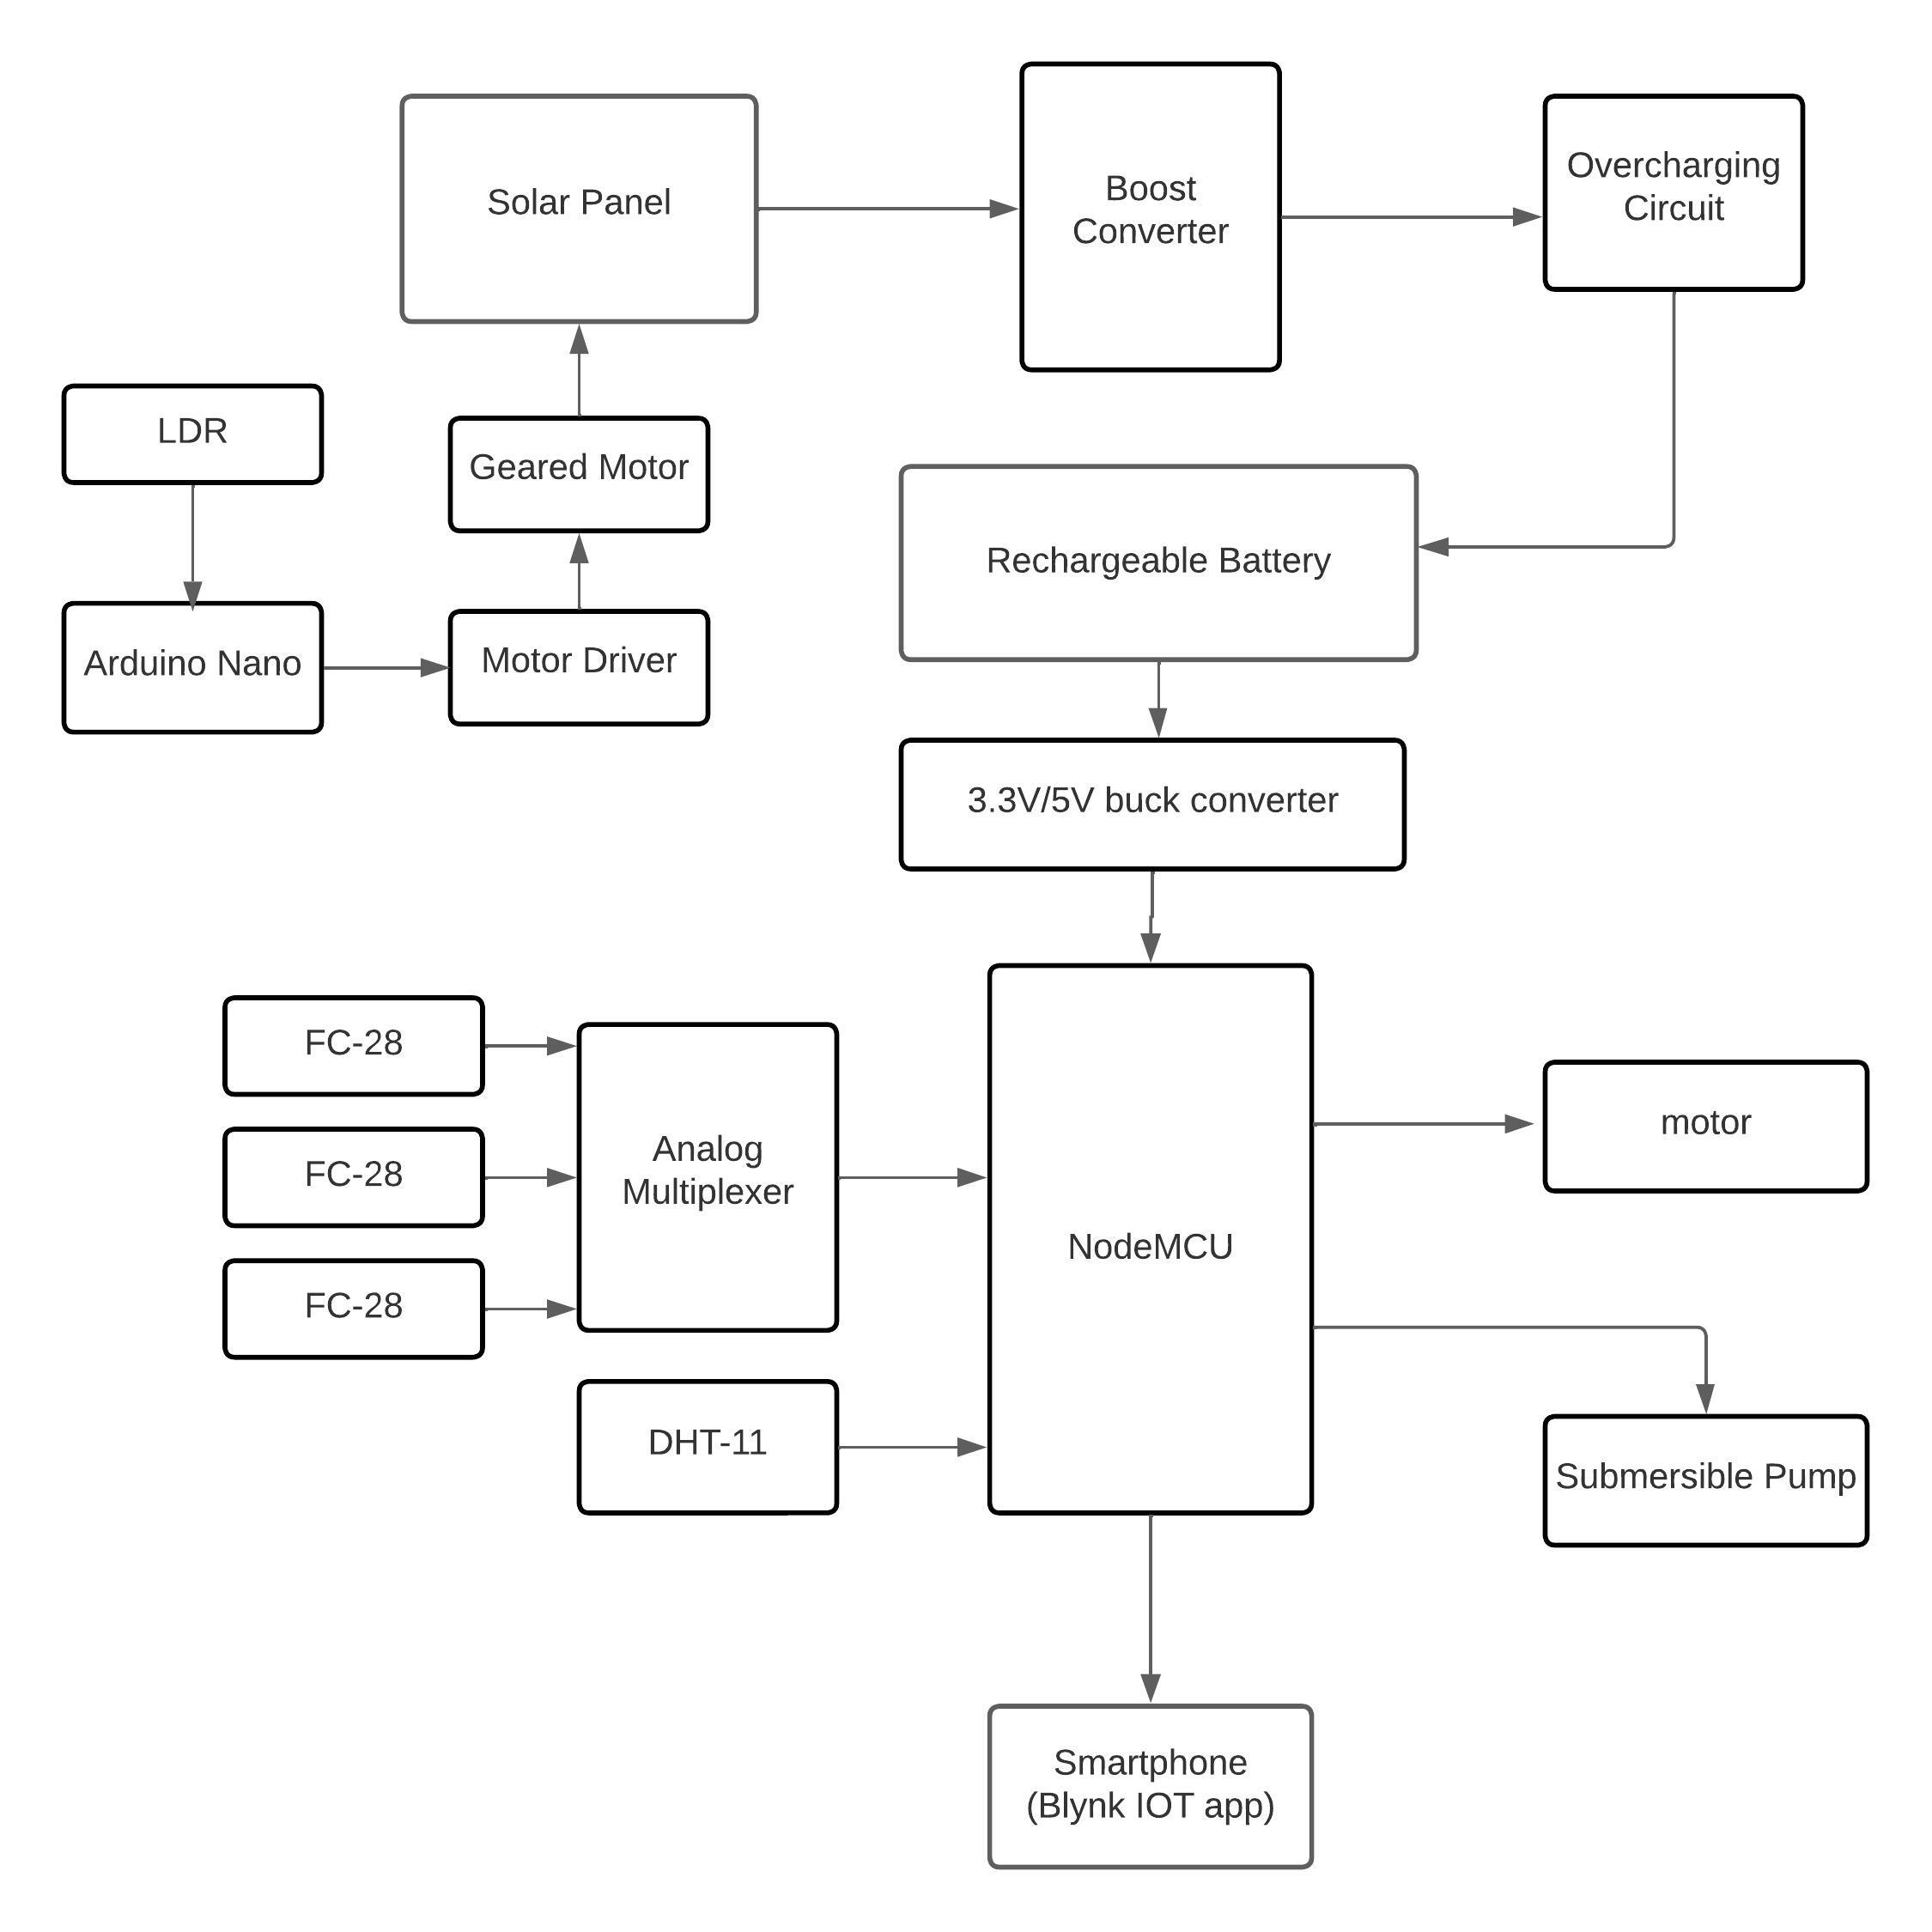 Solar Panel
Boost
Converter
Overcharging
Circuit
LDR
Geared Motor
Rechargeable Battery
Arduino Nano
Motor Driver
3.3V/5V buck converter
FC-28
FC-28
FC-28
Analog
Multiplexer
DHT-11
NodeMCU
motor
Submersible Pump
Smartphone
(Blynk IOT app)